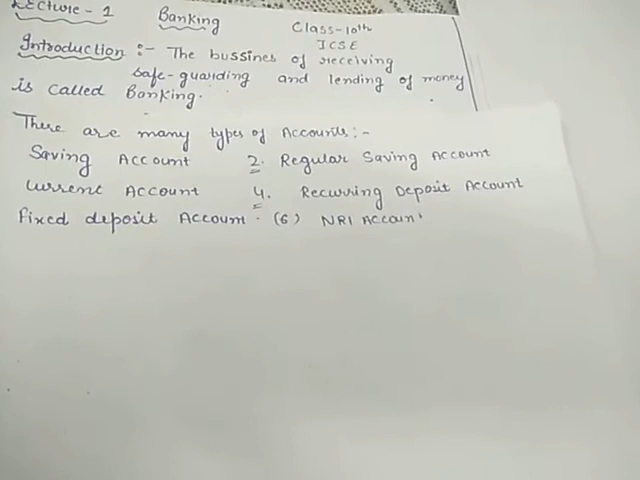 Lecture - 1 Banking Class-10th
ICSE
Introduction :- The bussines of receiving
safe-guarding and lending of money
is called Banking.
There are many types of Accounts :-
Saving Account 2. Regular Saving Account
Current Account 4. Recurring Deposit Account
Fixed deposit Account . (6) NRI Account